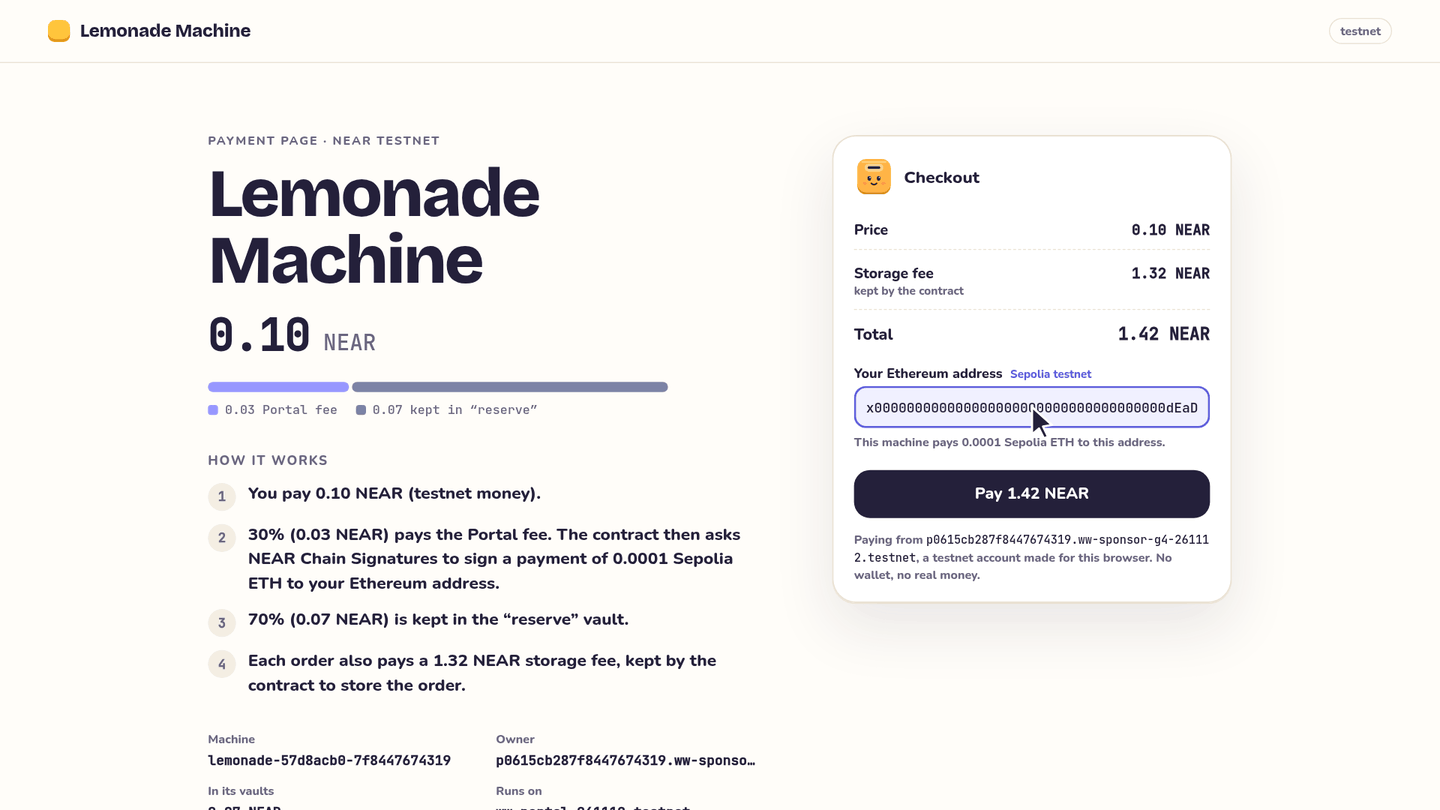 Lemonade Machine
testnet
PAYMENT PAGE · NEAR TESTNET
Lemonade
Machine
0.10 NEAR
0.03 Portal fee
0.07 kept in “reserve”
HOW IT WORKS
1 You pay 0.10 NEAR (testnet money).
2 30% (0.03 NEAR) pays the Portal fee. The contract then asks
NEAR Chain Signatures to sign a payment of 0.0001 Sepolia
ETH to your Ethereum address.
3 70% (0.07 NEAR) is kept in the “reserve” vault.
4 Each order also pays a 1.32 NEAR storage fee, kept by the
contract to store the order.
Machine
lemonade-57d8acb0-7f8447674319
Owner
p0615cb287f8447674319.ww-sponso…
In its vaults
Runs on
Checkout
Price 0.10 NEAR
Storage fee 1.32 NEAR
kept by the contract
Total 1.42 NEAR
Your Ethereum address Sepolia testnet
This machine pays 0.0001 Sepolia ETH to this address.
Pay 1.42 NEAR
Paying from p0615cb287f8447674319.ww-sponsor-g4-26111
2.testnet, a testnet account made for this browser. No
wallet, no real money.